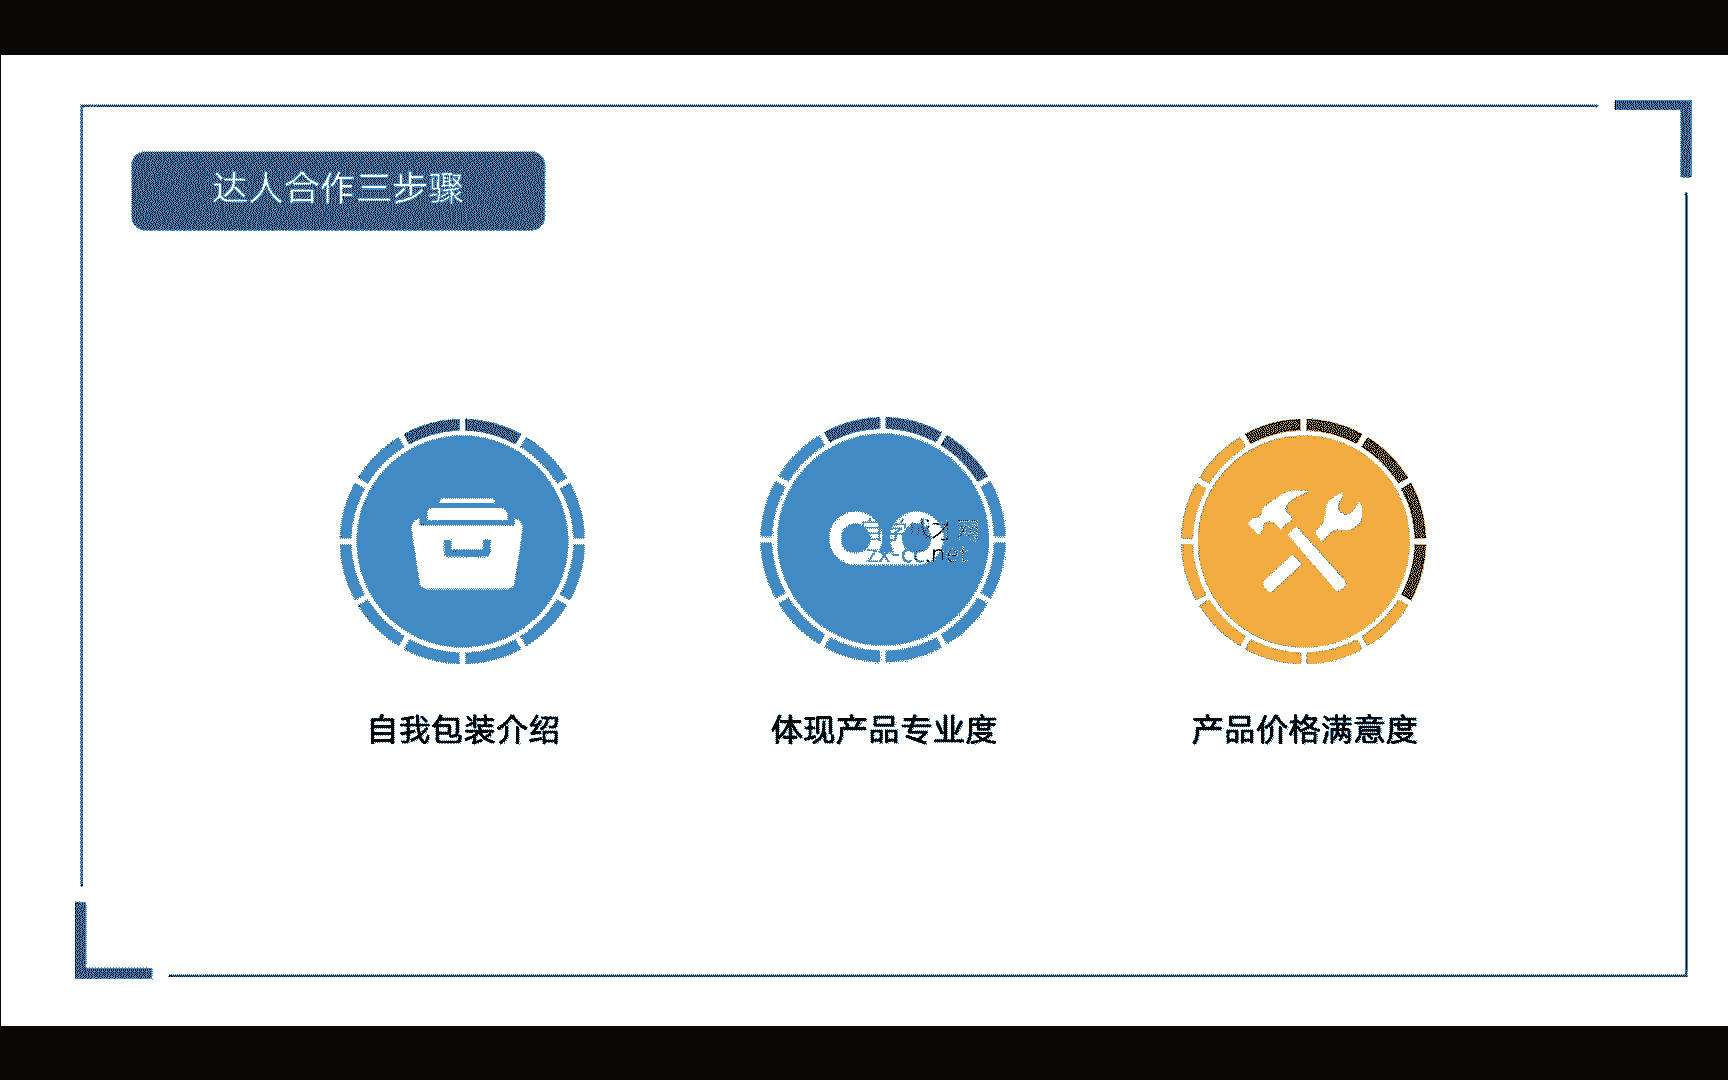 达人合作三步骤
自学成才网
zx-cc.net
自我包装介绍
体现产品专业度
产品价格满意度